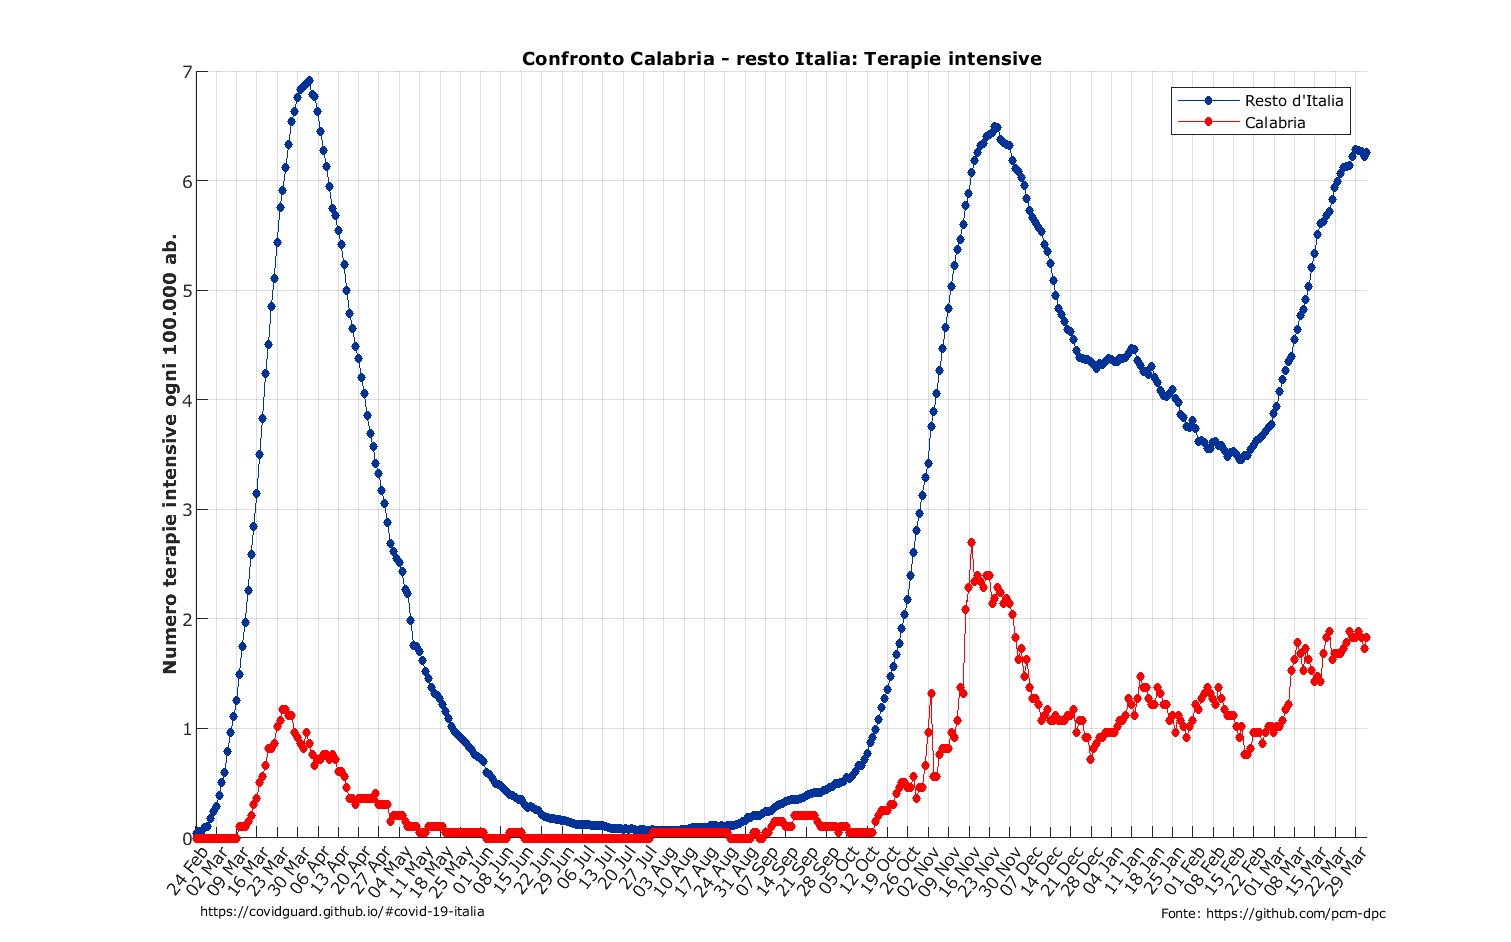 Confronto Calabria - resto Italia: Terapie intensive
Resto d'Italia
Calabria
Numero terapie intensive ogni 100.000 ab.
7
6
5
4
3
2
1
0
24 Feb
02 Mar
09 Mar
16 Mar
23 Mar
30 Mar
06 Apr
13 Apr
20 Apr
27 Apr
04 May
11 May
18 May
25 May
01 Jun
08 Jun
15 Jun
22 Jun
29 Jun
06 Jul
13 Jul
20 Jul
27 Jul
03 Aug
10 Aug
17 Aug
24 Aug
31 Aug
07 Sep
14 Sep
21 Sep
28 Sep
05 Oct
12 Oct
19 Oct
26 Oct
02 Nov
09 Nov
16 Nov
23 Nov
30 Nov
07 Dec
14 Dec
21 Dec
28 Dec
04 Jan
11 Jan
18 Jan
25 Jan
01 Feb
08 Feb
15 Feb
22 Feb
01 Mar
08 Mar
15 Mar
22 Mar
29 Mar
https://covidguard.github.io/#covid-19-italia
Fonte: https://github.com/pcm-dpc